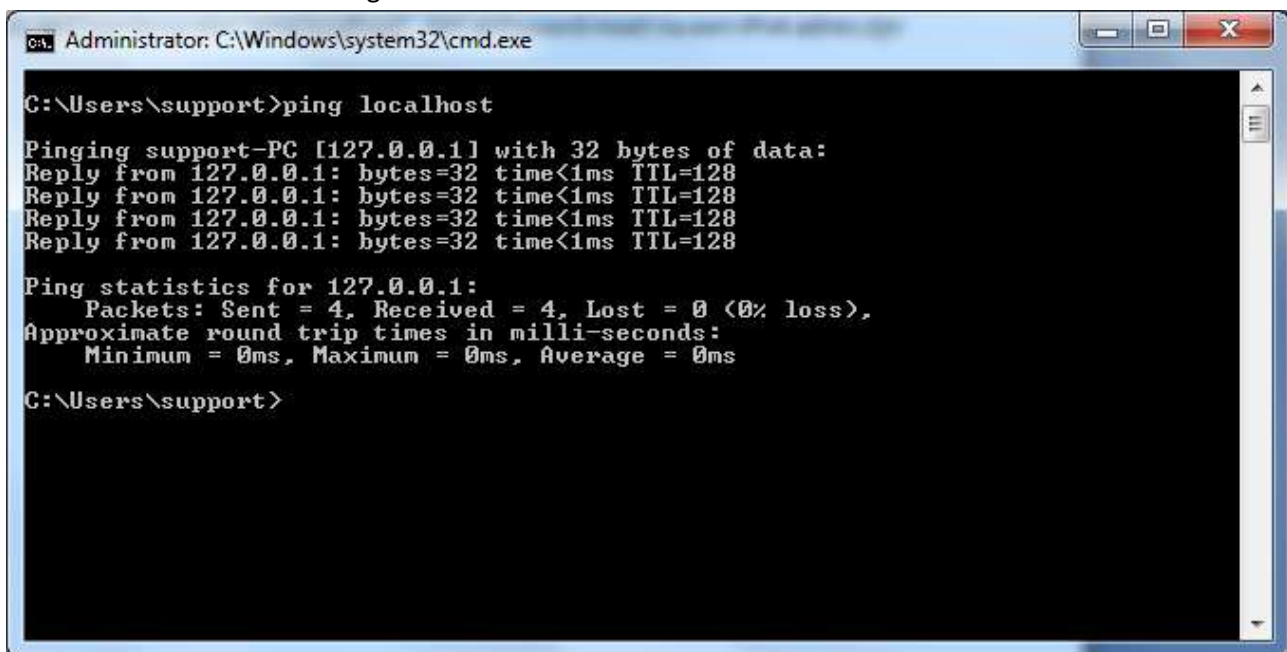 Administrator: C:\Windows\system32\cmd.exe
C:\Users\support>ping localhost
Pinging support-PC [127.0.0.1] with 32 bytes of data:
Reply from 127.0.0.1: bytes=32 time<1ms TTL=128
Reply from 127.0.0.1: bytes=32 time<1ms TTL=128
Reply from 127.0.0.1: bytes=32 time<1ms TTL=128
Reply from 127.0.0.1: bytes=32 time<1ms TTL=128
Ping statistics for 127.0.0.1:
    Packets: Sent = 4, Received = 4, Lost = 0 (0% loss),
Approximate round trip times in milli-seconds:
    Minimum = 0ms, Maximum = 0ms, Average = 0ms
C:\Users\support>